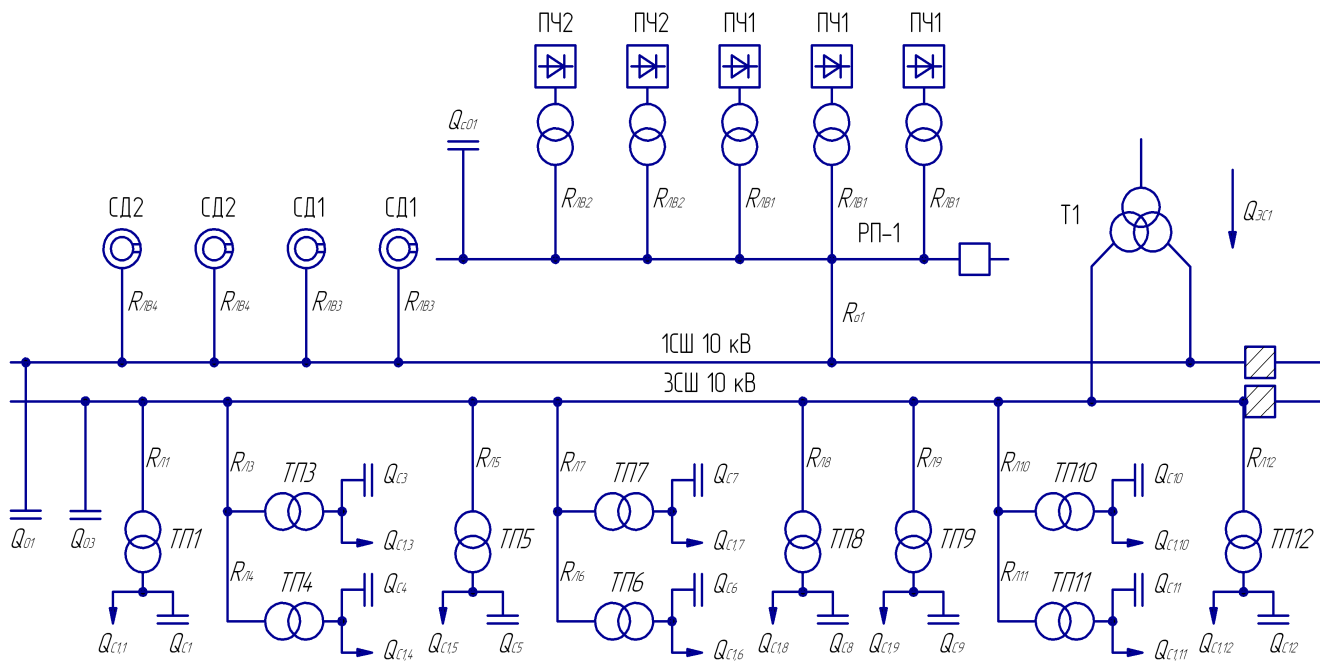 ПЧ2 ПЧ2 ПЧ1 ПЧ1 ПЧ1
Qс01
RЛВ2 RЛВ2 RЛВ1 RЛВ1 RЛВ1
СД2 СД2 СД1 СД1
Т1
QЭС1
РП-1
RЛВ4 RЛВ4 RЛВ3 RЛВ3
R01
1СШ 10 кВ
3СШ 10 кВ
RЛ1 RЛ3 RЛ5 RЛ7 RЛ8 RЛ9 RЛ10 RЛ12
ТП3 QС3 ТП7 QС7 ТП10 QС10
Q01 Q03 ТП1 QС1,3 ТП5 QС1,7 ТП8 ТП9 QС1,10 ТП12
RЛ4 ТП4 QС4 RЛ6 ТП6 QС6 RЛ11 ТП11 QС11
QС1,1 QС1 QС1,4 QС1,5 QС5 QС1,6 QС1,8 QС8 QС1,9 QС9 QС1,11 QС1,12 QС12